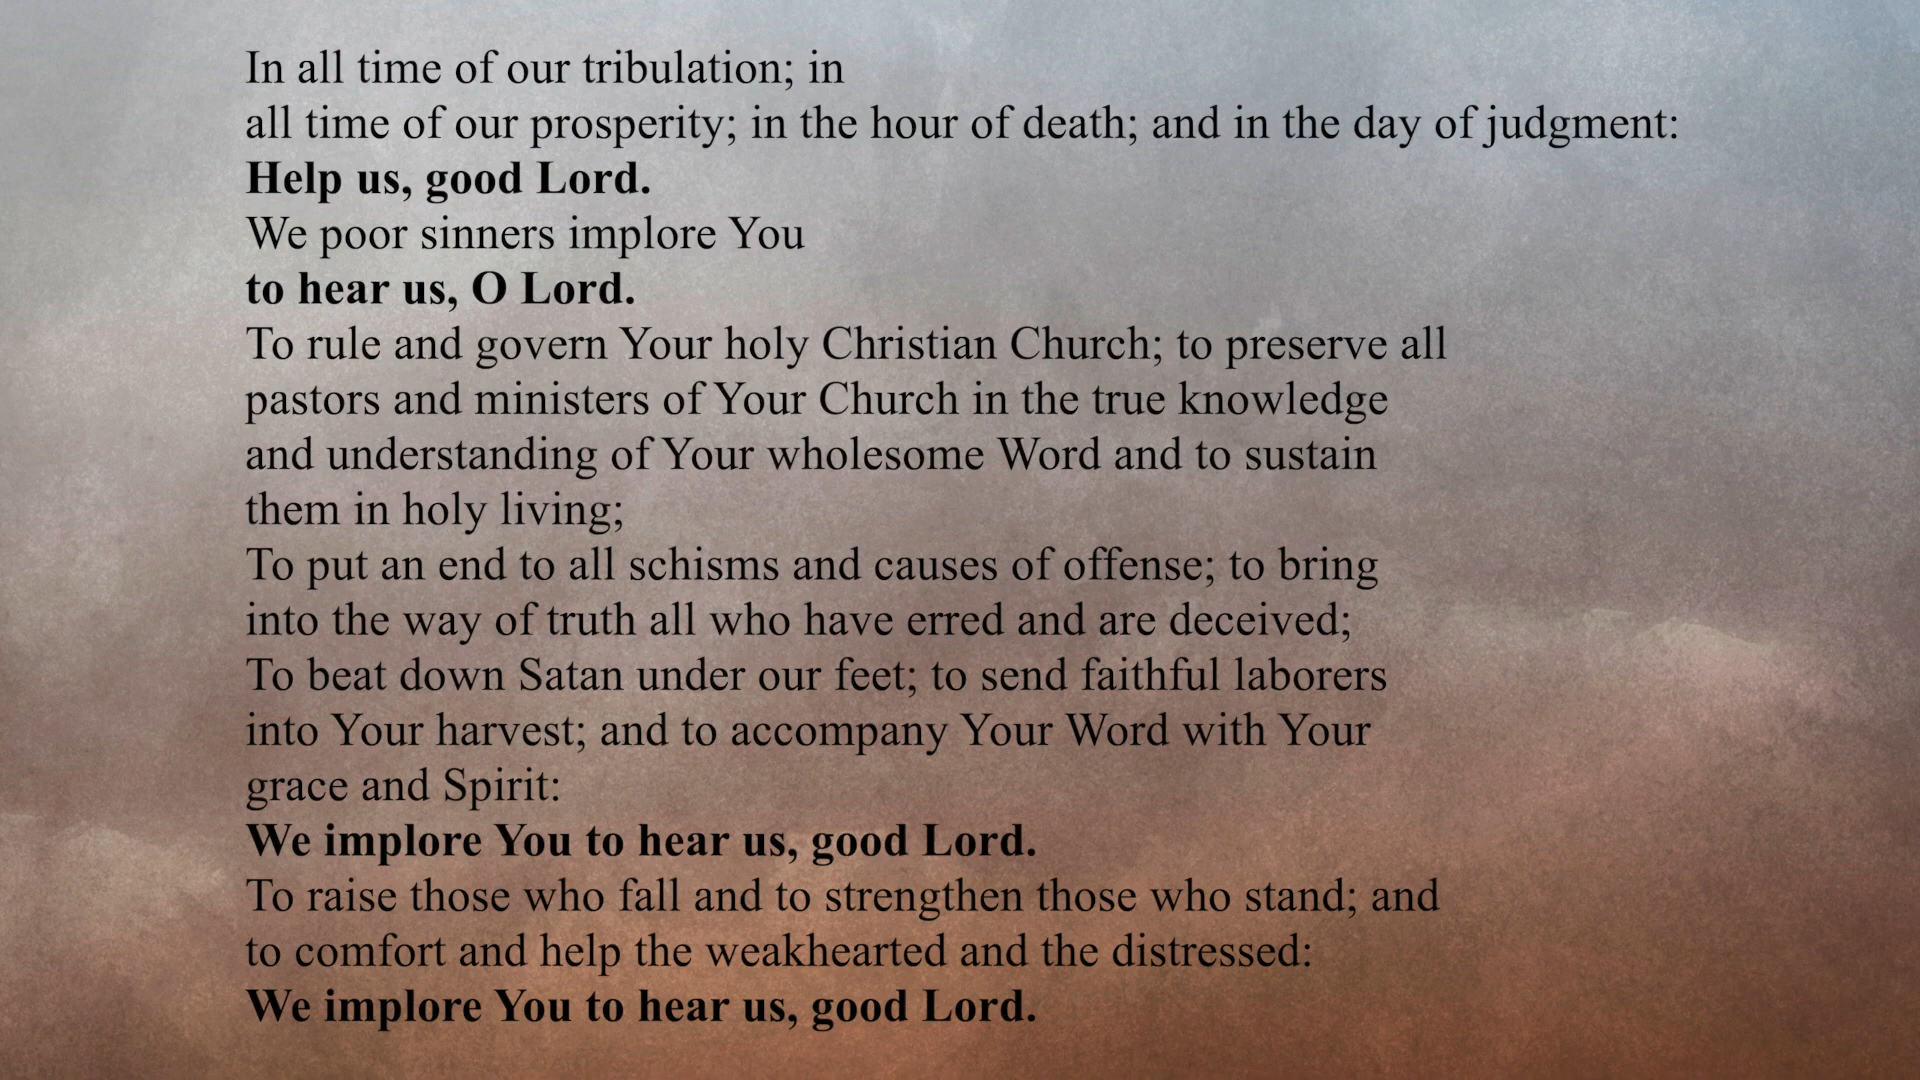 In all time of our tribulation; in
all time of our prosperity; in the hour of death; and in the day of judgment:
Help us, good Lord.
We poor sinners implore You
to hear us, O Lord.
To rule and govern Your holy Christian Church; to preserve all
pastors and ministers of Your Church in the true knowledge
and understanding of Your wholesome Word and to sustain
them in holy living;
To put an end to all schisms and causes of offense; to bring
into the way of truth all who have erred and are deceived;
To beat down Satan under our feet; to send faithful laborers
into Your harvest; and to accompany Your Word with Your
grace and Spirit:
We implore You to hear us, good Lord.
To raise those who fall and to strengthen those who stand; and
to comfort and help the weakhearted and the distressed:
We implore You to hear us, good Lord.